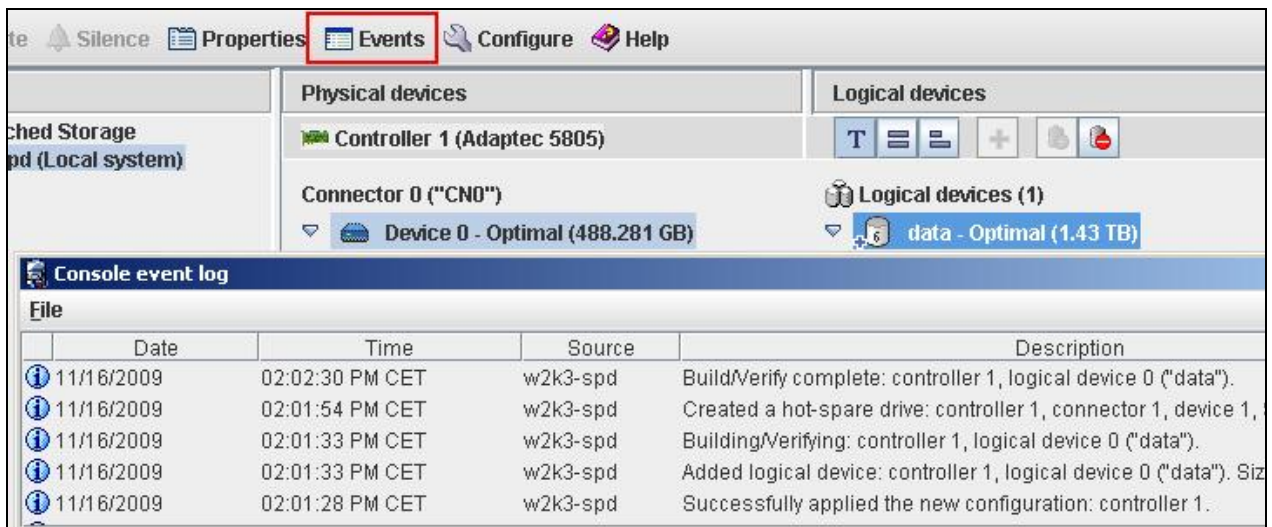 te Silence Properties Events Configure Help
Physical devices Logical devices
ched Storage Controller 1 (Adaptec 5805) T
pd (Local system)
Connector 0 ("CN0") Logical devices (1)
Device 0 - Optimal (488.281 GB) 6 data - Optimal (1.43 TB)
Console event log
File
Date Time Source Description
11/16/2009 02:02:30 PM CET w2k3-spd Build/Verify complete: controller 1, logical device 0 ("data").
11/16/2009 02:01:54 PM CET w2k3-spd Created a hot-spare drive: controller 1, connector 1, device 1,
11/16/2009 02:01:33 PM CET w2k3-spd Building/Verifying: controller 1, logical device 0 ("data").
11/16/2009 02:01:33 PM CET w2k3-spd Added logical device: controller 1, logical device 0 ("data"). Siz
11/16/2009 02:01:28 PM CET w2k3-spd Successfully applied the new configuration: controller 1.